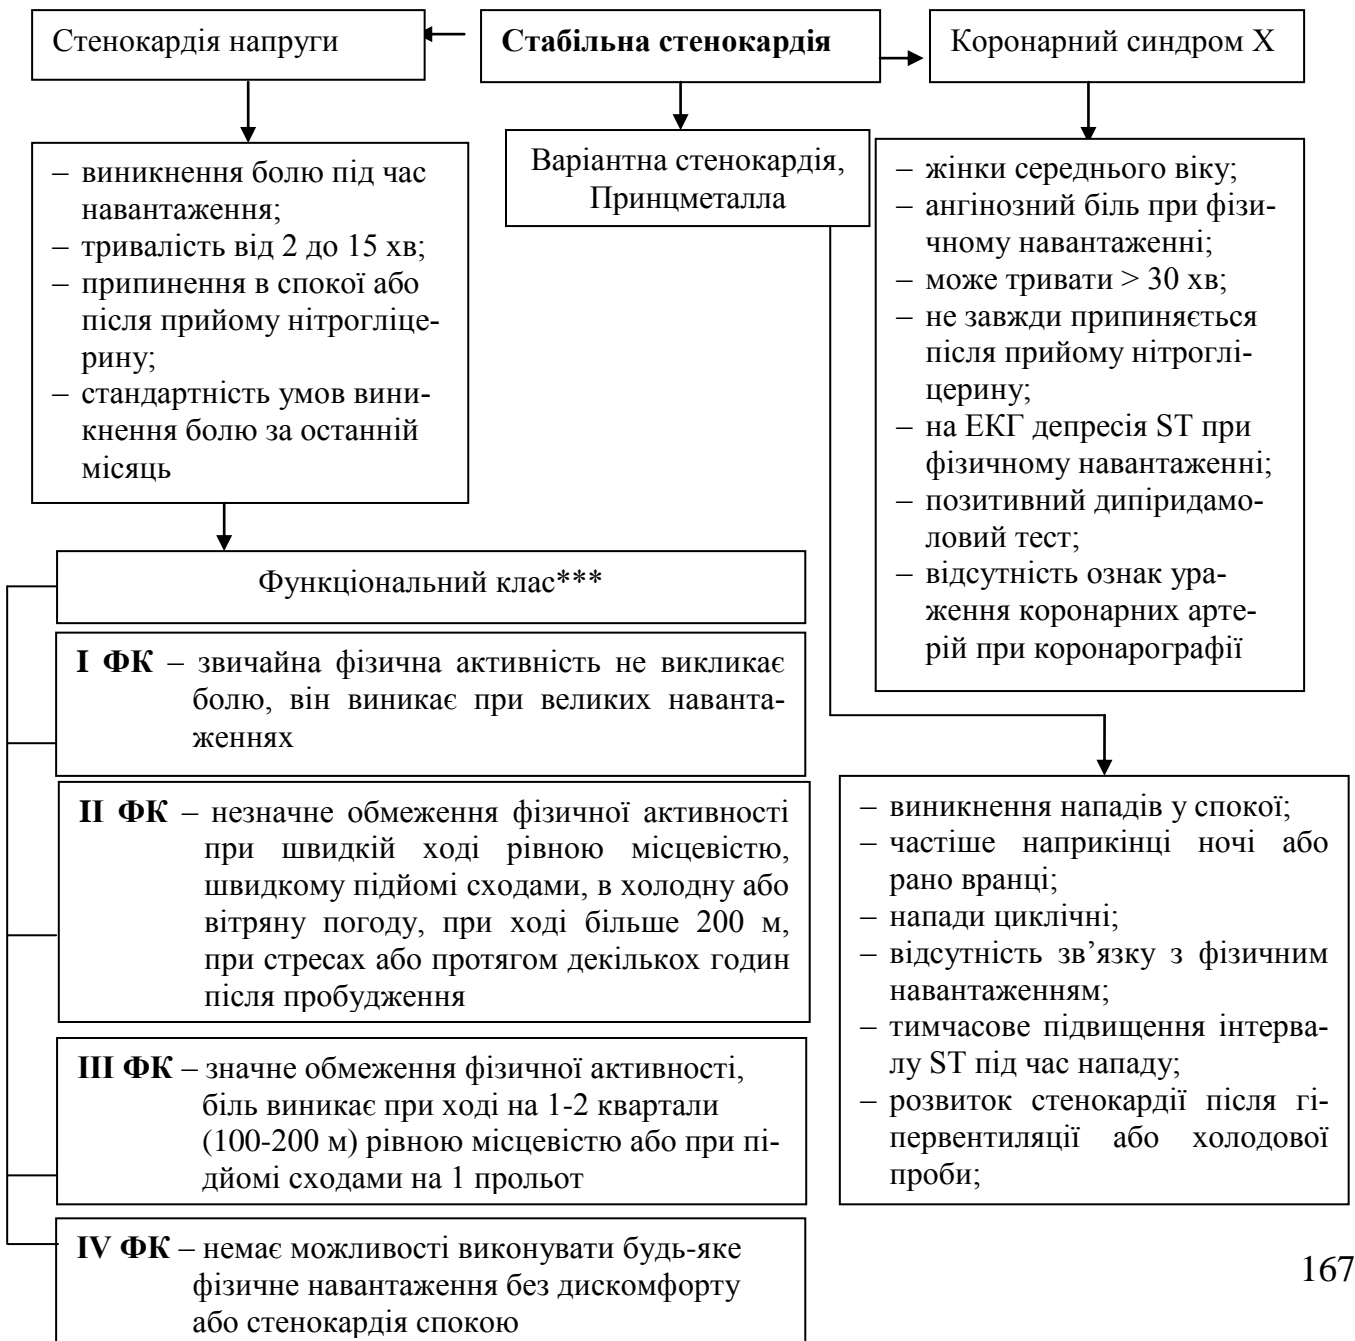 Стенокардія напруги
Стабільна стенокардія
Коронарний синдром Х
– виникнення болю під час
навантаження;
– тривалість від 2 до 15 хв;
– припинення в спокої або
після прийому нітрогліце-
рину;
– стандартність умов вини-
кнення болю за останній
місяць
Варіантна стенокардія,
Принцметалла
– жінки середнього віку;
– ангінозний біль при фізи-
чному навантаженні;
– може тривати > 30 хв;
– не завжди припиняється
після прийому нітроглі-
церину;
– на ЕКГ депресія ST при
фізичному навантаженні;
– позитивний дипіридамо-
ловий тест;
– відсутність ознак ура-
ження коронарних арте-
рій при коронарографії
Функціональний клас***
І ФК – звичайна фізична активність не викликає
болю, він виникає при великих наванта-
женнях
ІІ ФК – незначне обмеження фізичної активності
при швидкій ході рівною місцевістю,
швидкому підйомі сходами, в холодну або
вітряну погоду, при ході більше 200 м,
при стресах або протягом декількох годин
після пробудження
ІІІ ФК – значне обмеження фізичної активності,
біль виникає при ході на 1-2 квартали
(100-200 м) рівною місцевістю або при пі-
дйомі сходами на 1 прольот
IV ФК – немає можливості виконувати будь-яке
фізичне навантаження без дискомфорту
або стенокардія спокою
– виникнення нападів у спокої;
– частіше наприкінці ночі або
рано вранці;
– напади циклічні;
– відсутність зв’язку з фізичним
навантаженням;
– тимчасове підвищення інтерва-
лу ST під час нападу;
– розвиток стенокардії після гі-
первентиляції або холодової
проби;
167